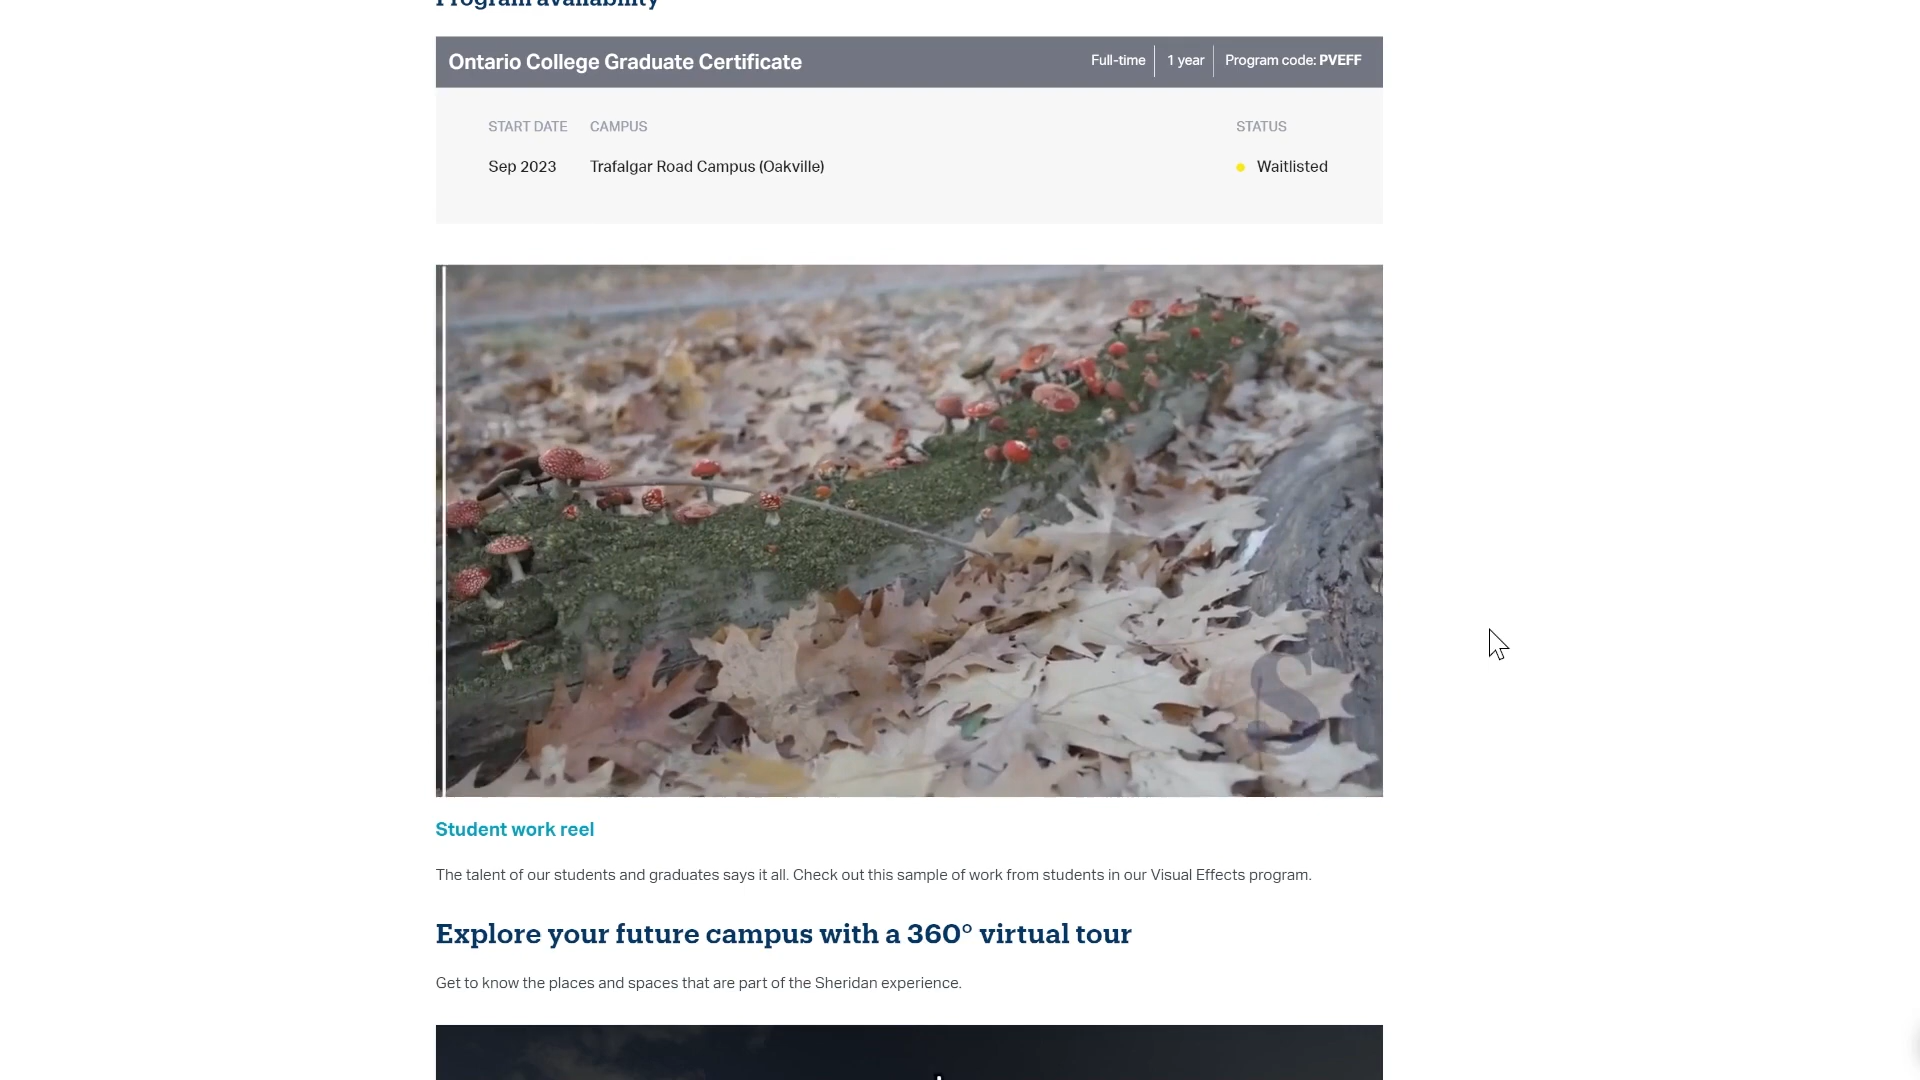 Program availability
Ontario College Graduate Certificate
Full-time
1 year
Program code: PVEFF
START DATE
CAMPUS
STATUS
Sep 2023
Trafalgar Road Campus (Oakville)
Waitlisted
S
Student work reel
The talent of our students and graduates says it all. Check out this sample of work from students in our Visual Effects program.
Explore your future campus with a 360° virtual tour
Get to know the places and spaces that are part of the Sheridan experience.